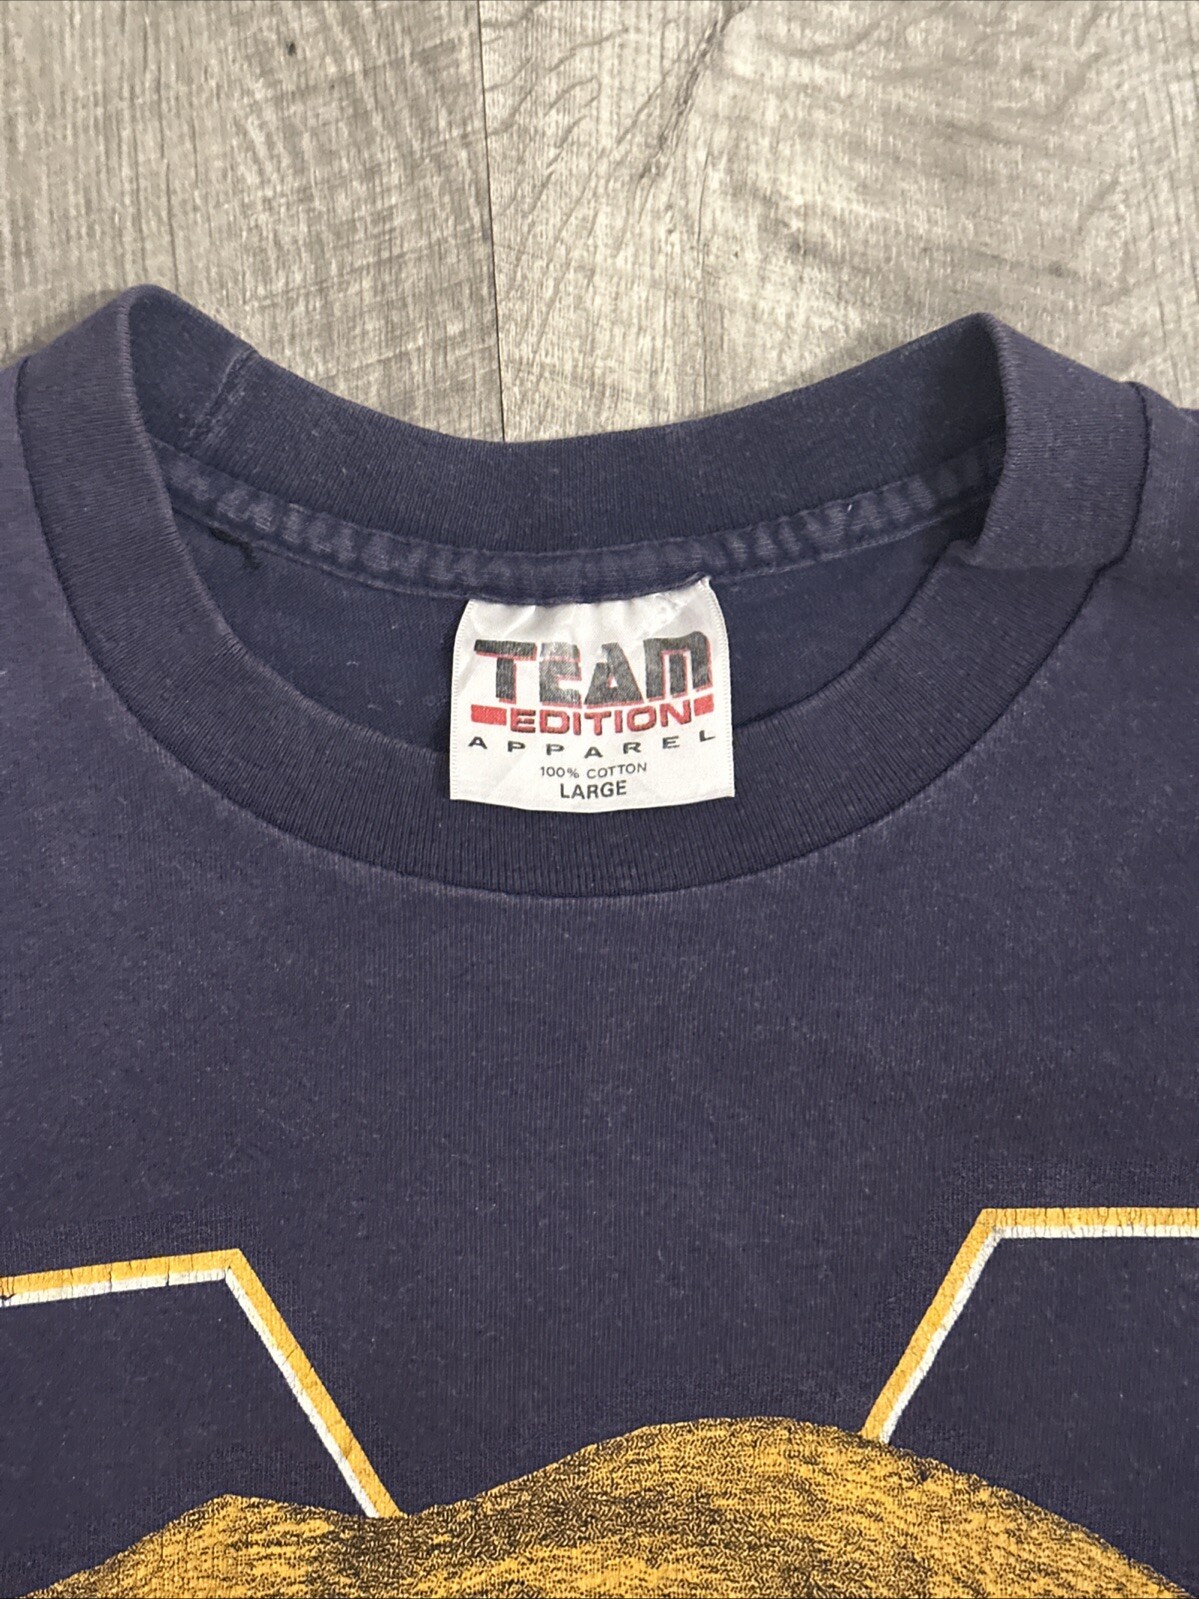 TEAM
EDITION
APPAREL
100% COTTON
LARGE